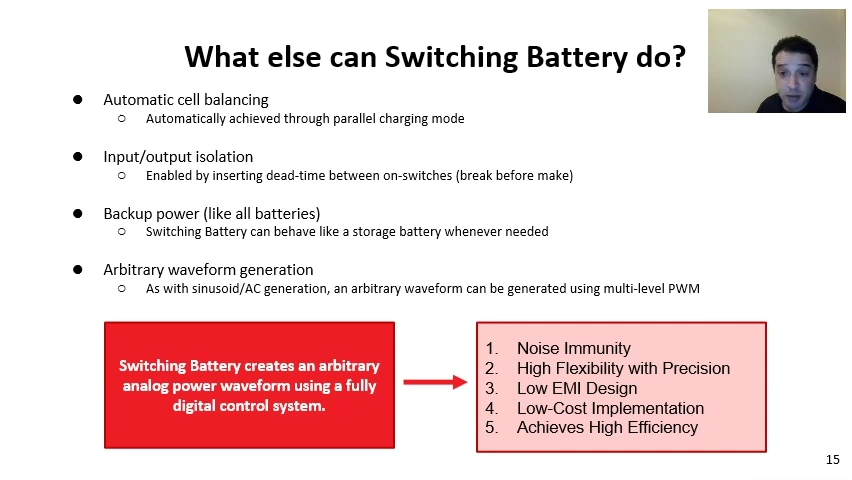 What else can Switching Battery do?
● Automatic cell balancing
○ Automatically achieved through parallel charging mode
● Input/output isolation
○ Enabled by inserting dead-time between on-switches (break before make)
● Backup power (like all batteries)
○ Switching Battery can behave like a storage battery whenever needed
● Arbitrary waveform generation
○ As with sinusoid/AC generation, an arbitrary waveform can be generated using multi-level PWM
Switching Battery creates an arbitrary
analog power waveform using a fully
digital control system.
1. Noise Immunity
2. High Flexibility with Precision
3. Low EMI Design
4. Low-Cost Implementation
5. Achieves High Efficiency
15